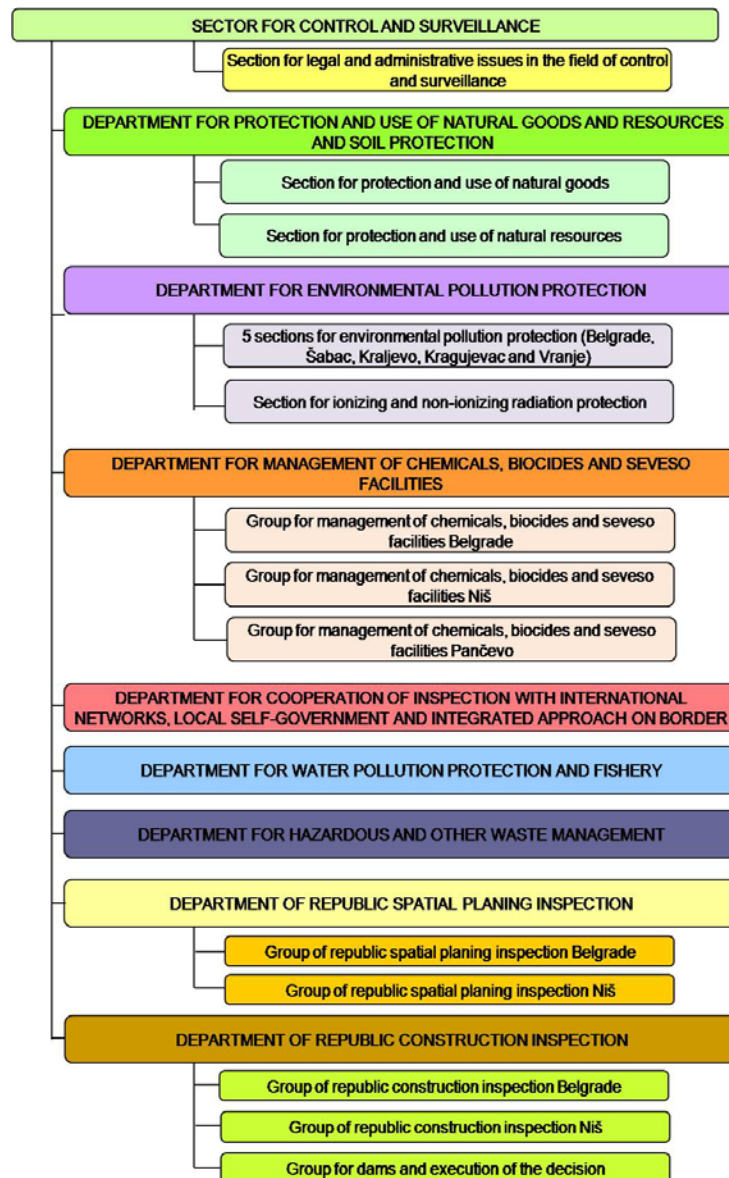 SECTOR FOR CONTROL AND SURVEILLANCE
Section for legal and administrative issues in the field of control
and surveillance
DEPARTMENT FOR PROTECTION AND USE OF NATURAL GOODS AND RESOURCES
AND SOIL PROTECTION
Section for protection and use of natural goods
Section for protection and use of natural resources
DEPARTMENT FOR ENVIRONMENTAL POLLUTION PROTECTION
5 sections for environmental pollution protection (Belgrade,
Šabac, Kraljevo, Kragujevac and Vranje)
Section for ionizing and non-ionizing radiation protection
DEPARTMENT FOR MANAGEMENT OF CHEMICALS, BIOCIDES AND SEVESO
FACILITIES
Group for management of chemicals, biocides and seveso
facilities Belgrade
Group for management of chemicals, biocides and seveso
facilities Niš
Group for management of chemicals, biocides and seveso
facilities Pančevo
DEPARTMENT FOR COOPERATION OF INSPECTION WITH INTERNATIONAL
NETWORKS, LOCAL SELF-GOVERNMENT AND INTEGRATED APPROACH ON BORDER
DEPARTMENT FOR WATER POLLUTION PROTECTION AND FISHERY
DEPARTMENT FOR HAZARDOUS AND OTHER WASTE MANAGEMENT
DEPARTMENT OF REPUBLIC SPATIAL PLANING INSPECTION
Group of republic spatial planing inspection Belgrade
Group of republic spatial planing inspection Niš
DEPARTMENT OF REPUBLIC CONSTRUCTION INSPECTION
Group of republic construction inspection Belgrade
Group of republic construction inspection Niš
Group for dams and execution of the decision